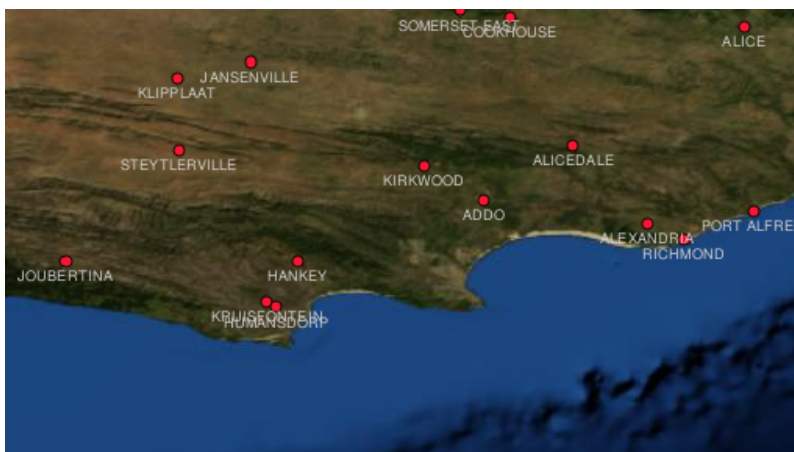 SOMERSET EAST
COOKHOUSE
ALICE
JANSENVILLE
KLIPPLAAT
STEYTLERVILLE
ALICEDALE
KIRKWOOD
ADDO
PORT ALFRE
ALEXANDRIA
RICHMOND
JOUBERTINA
HANKEY
KRUISFONTEIN
HUMANSDORP